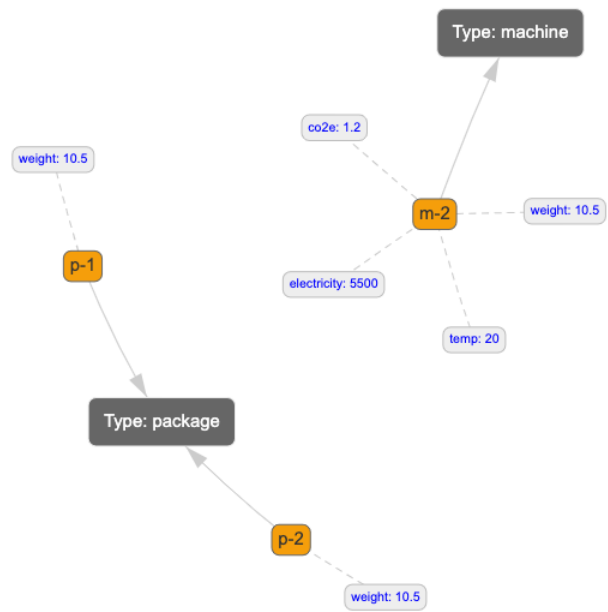 Type: machine
co2e: 1.2
weight: 10.5
m-2
weight: 10.5
p-1
electricity: 5500
temp: 20
Type: package
p-2
weight: 10.5